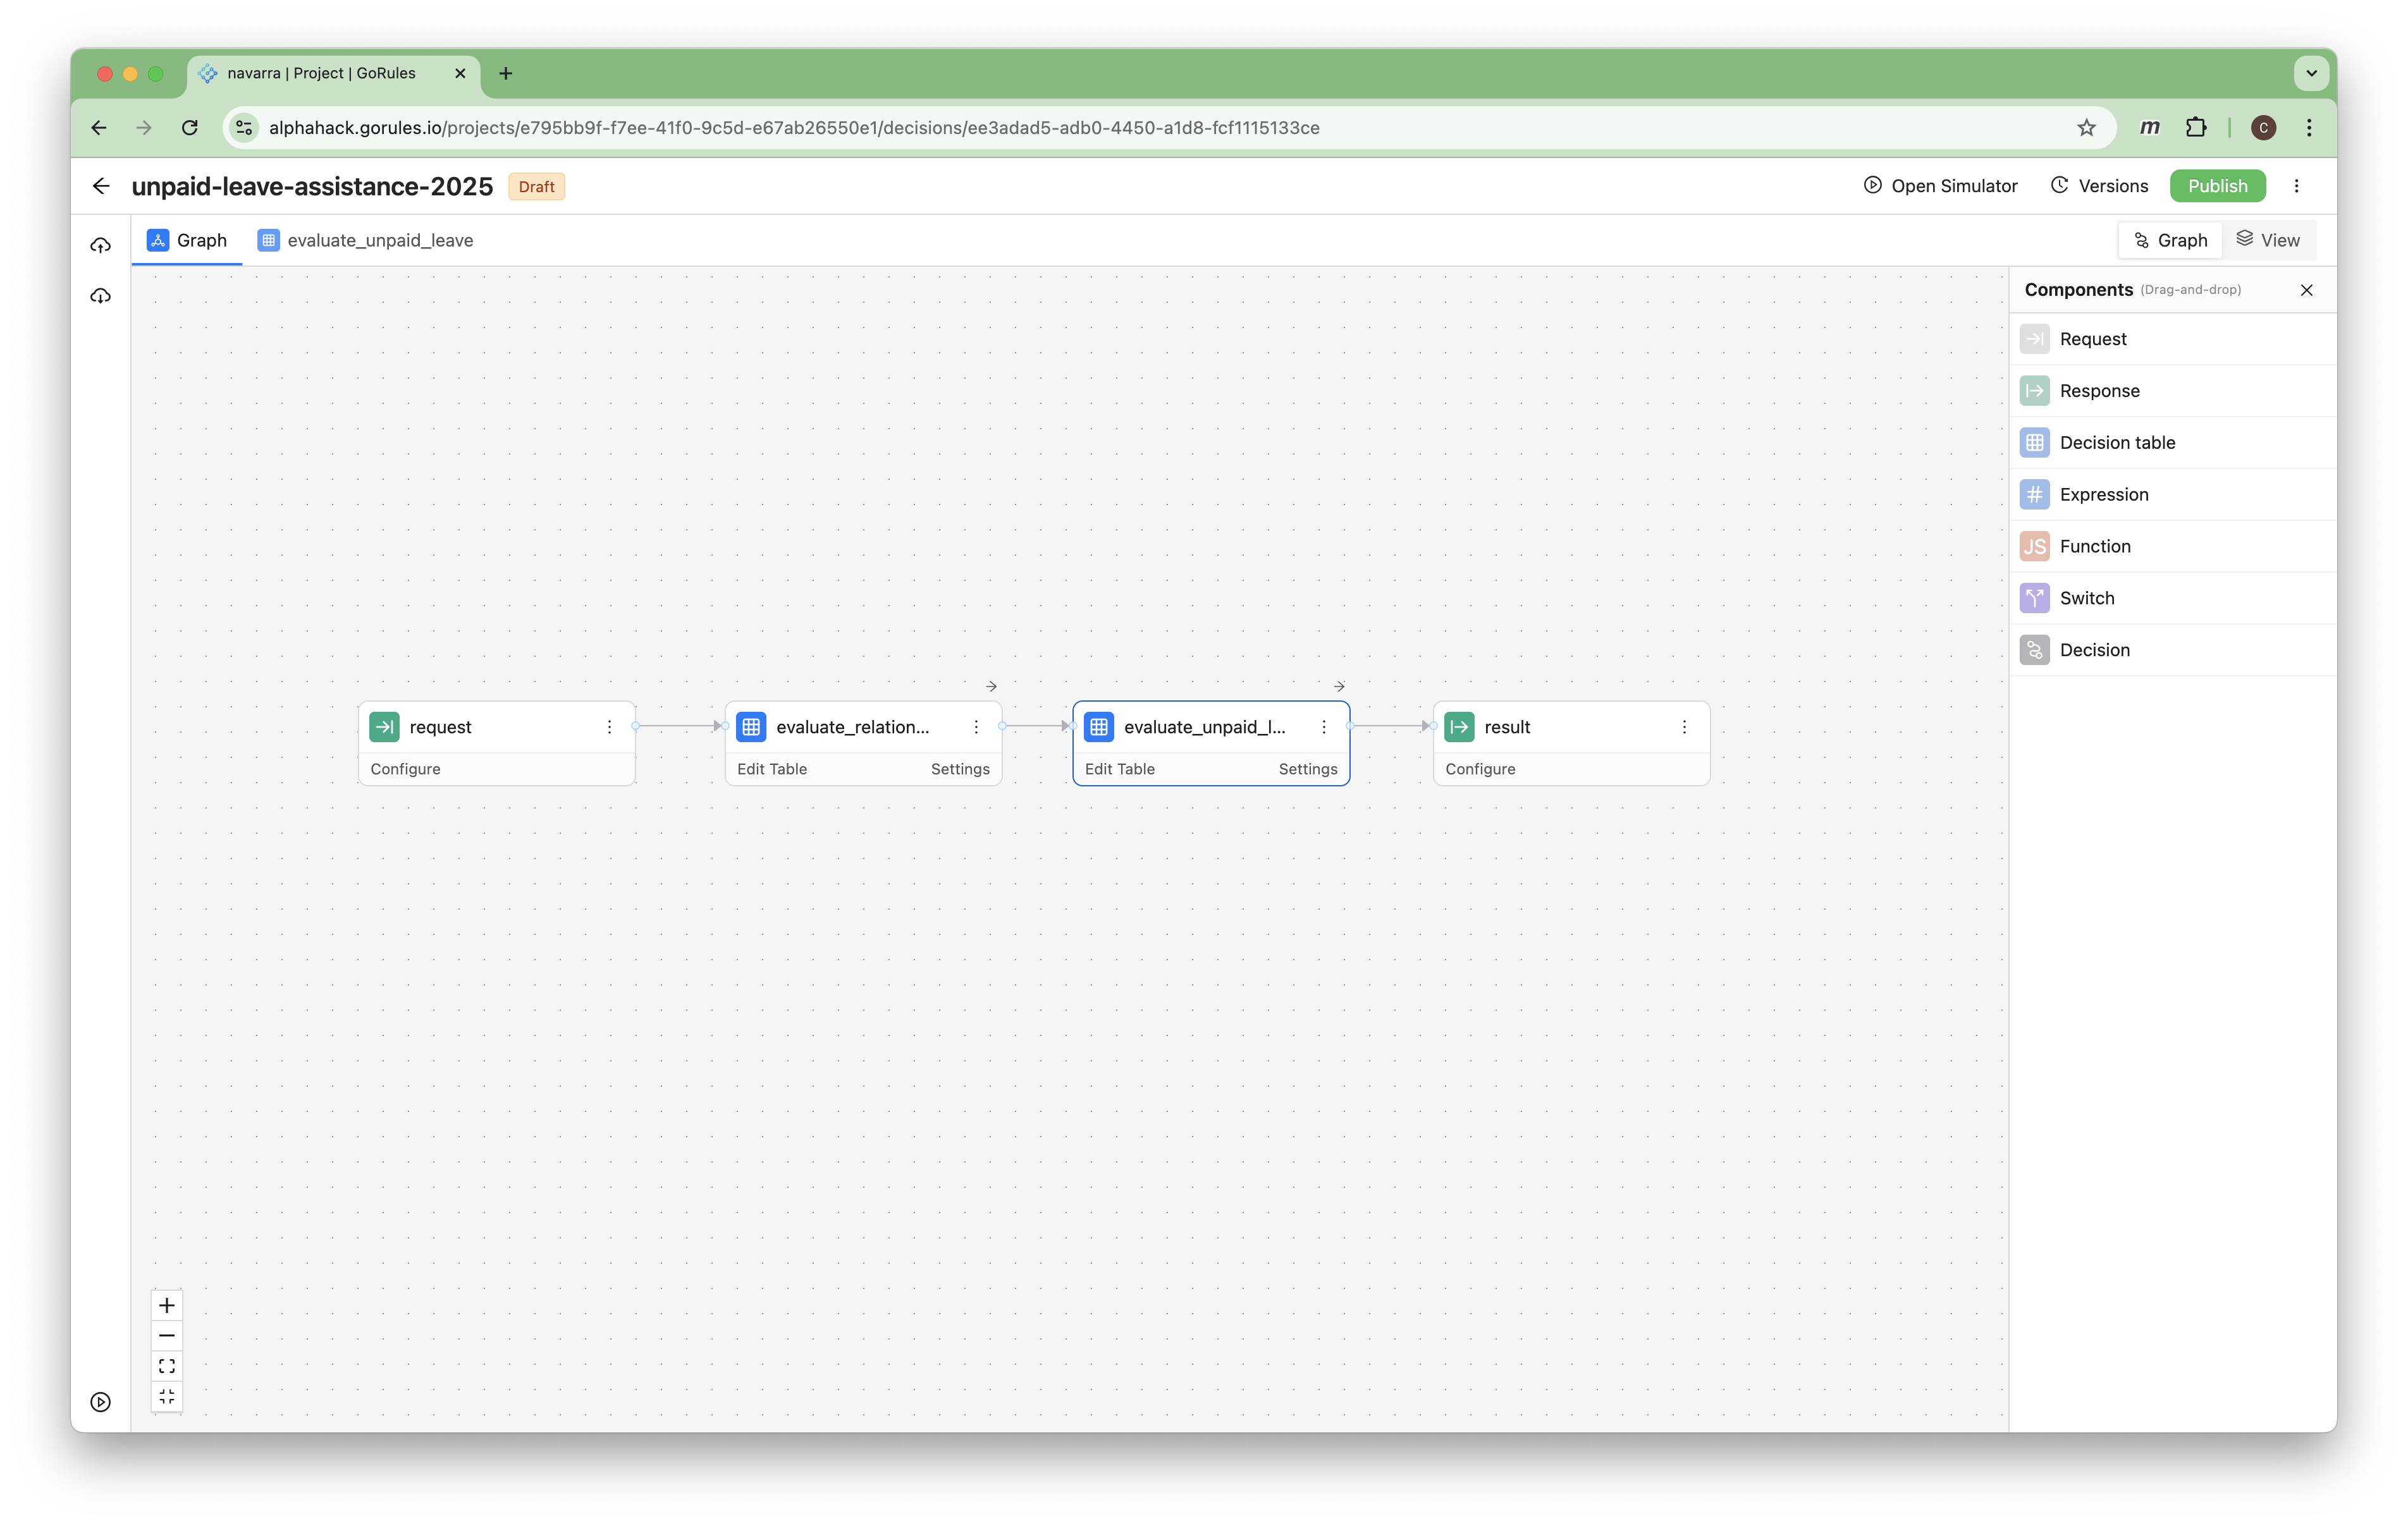 navarra | Project | GoRules
alphahack.gorules.io/projects/e795bb9f-f7ee-41f0-9c5d-e67ab26550e1/decisions/ee3adad5-adb0-4450-a1d8-fcf1115133ce
m
C
unpaid-leave-assistance-2025
Draft
Open Simulator
Versions
Publish
Graph
evaluate_unpaid_leave
Graph
View
Components (Drag-and-drop)
Request
Response
Decision table
Expression
JS Function
Switch
Decision
request
Configure
evaluate_relation...
Edit Table Settings
evaluate_unpaid_l...
Edit Table Settings
result
Configure